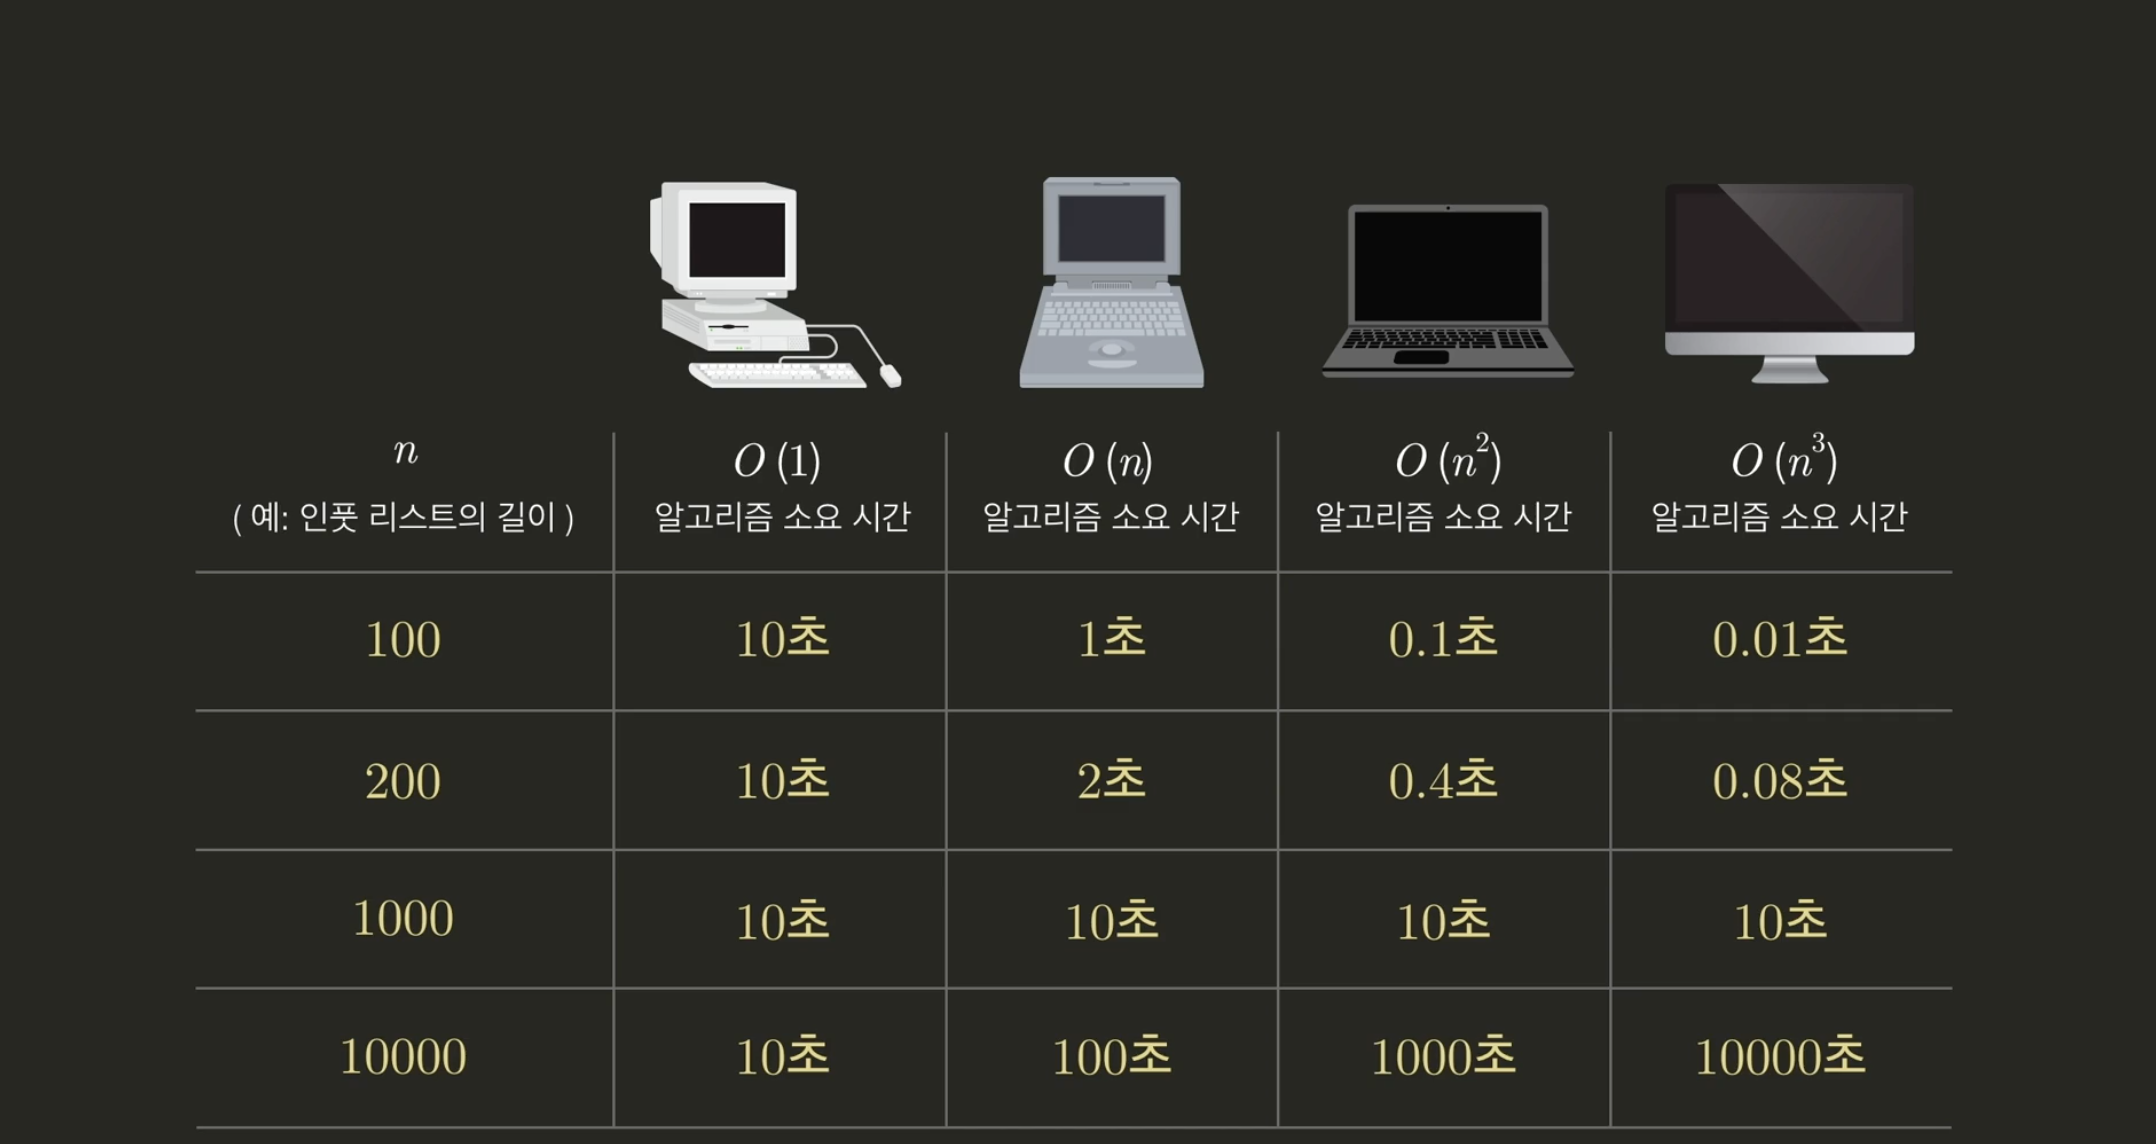 n
( 예: 인풋 리스트의 길이 )
O (1)
알고리즘 소요 시간
O (n)
알고리즘 소요 시간
O (n²)
알고리즘 소요 시간
O (n³)
알고리즘 소요 시간
100 10초 1초 0.1초 0.01초
200 10초 2초 0.4초 0.08초
1000 10초 10초 10초 10초
10000 10초 100초 1000초 10000초